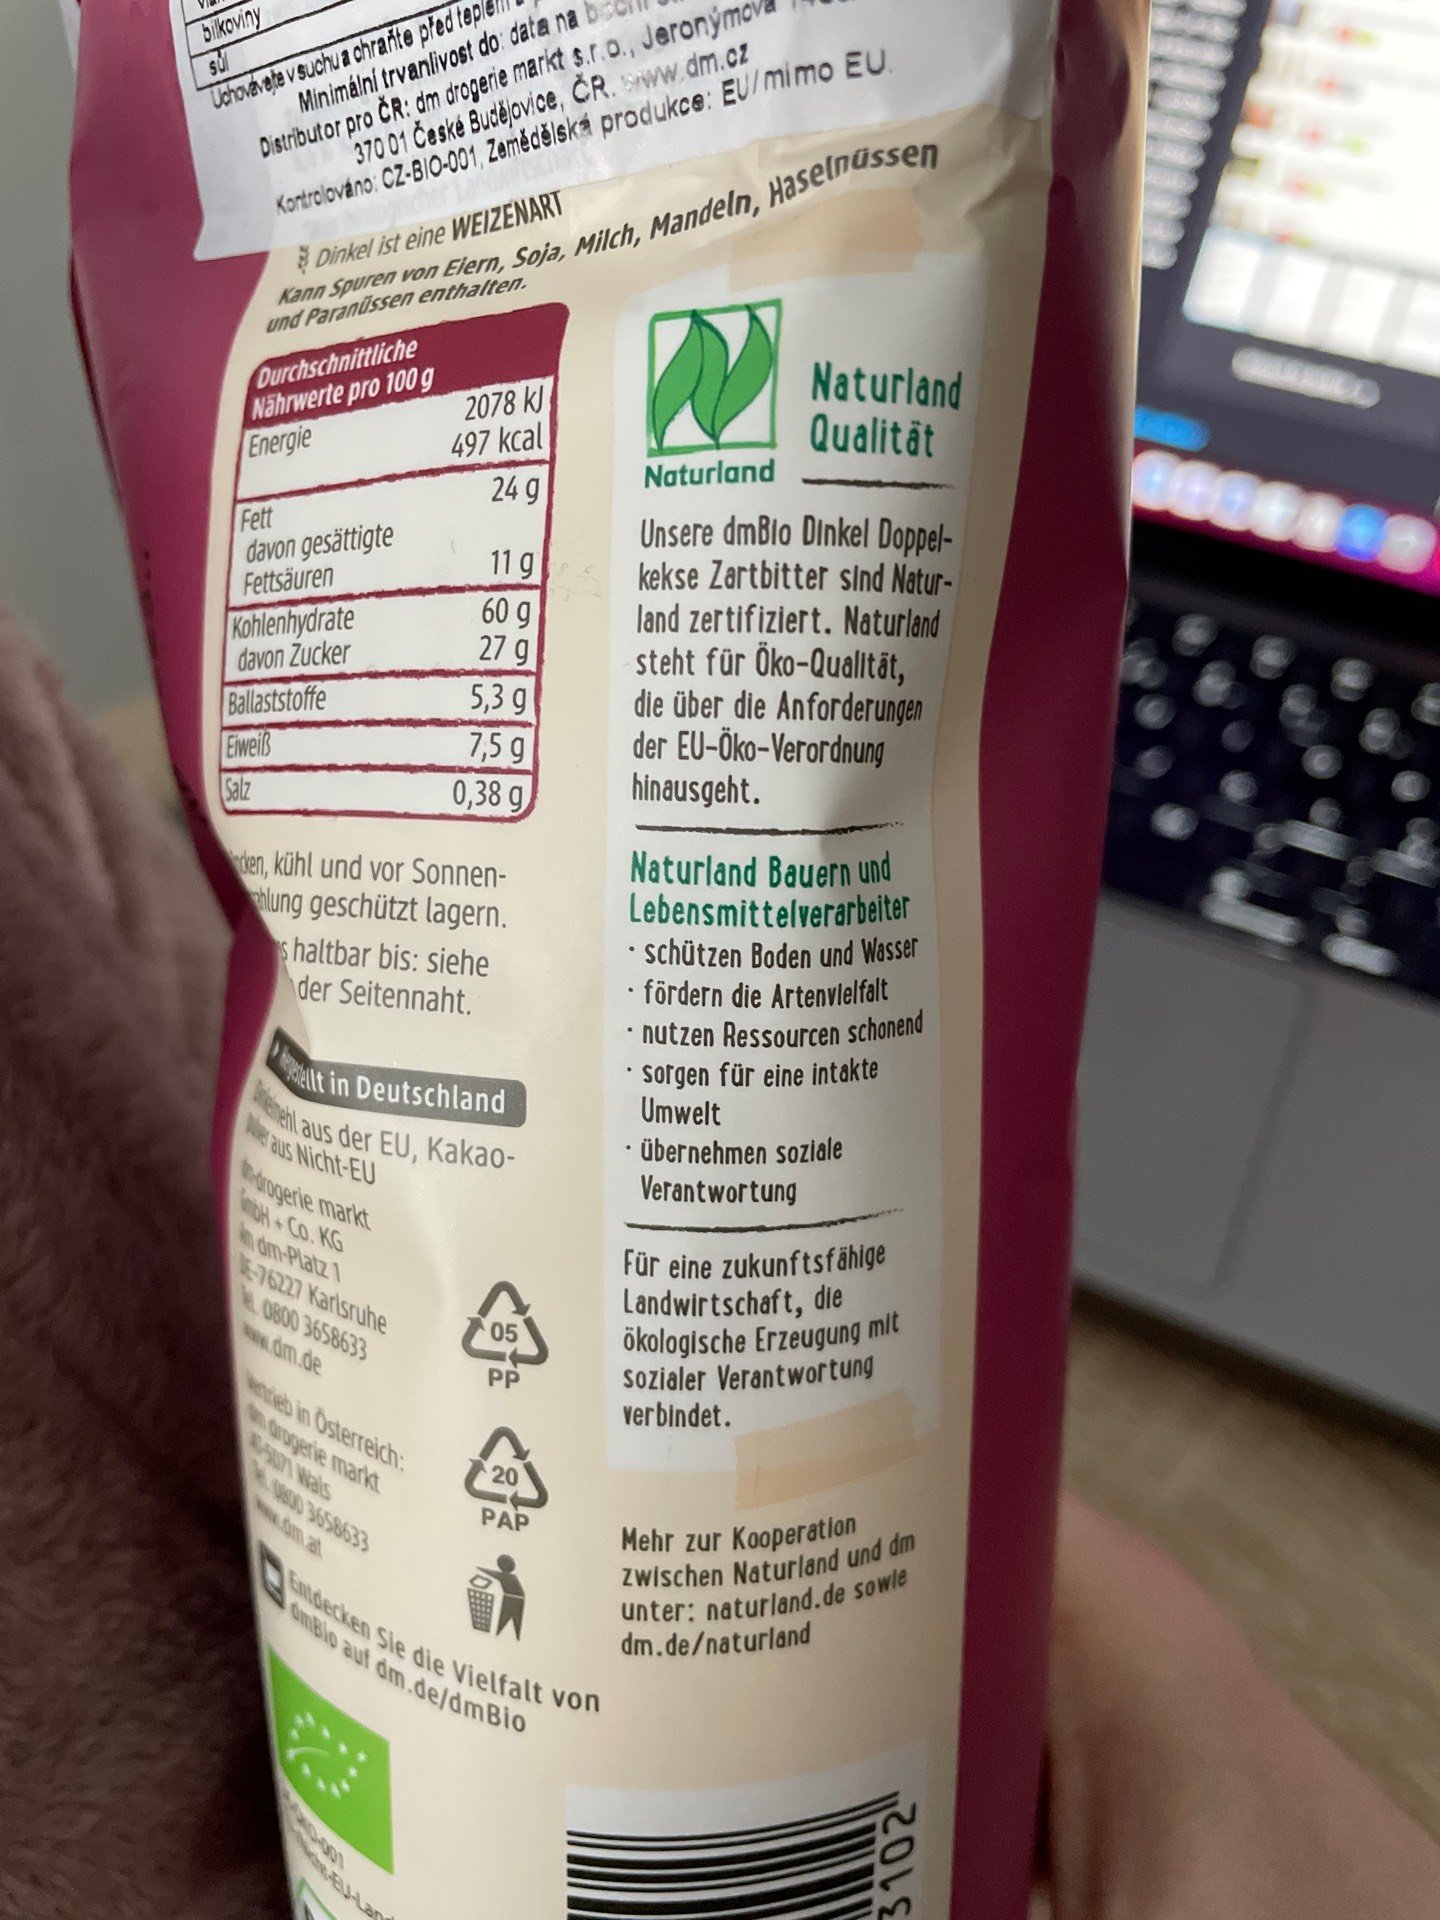 bílkoviny
sůl
Uchovávejte v suchu a chraňte před teplem
Minimální trvanlivost do: data na
Distributor pro ČR: dm drogerie markt s.r.o., Jeronýmova
370 01 České Budějovice, ČR. www.dm.cz
Kontrolováno: CZ-BIO-001, Zemědělská produkce: EU/mimo EU.
Dinkel ist eine WEIZENART
Kann Spuren von Eiern, Soja, Milch, Mandeln, Haselnüssen
und Paranüssen enthalten.
Durchschnittliche
Nährwerte pro 100 g
Energie 2078 kJ
497 kcal
Fett 24 g
davon gesättigte
Fettsäuren 11 g
Kohlenhydrate 60 g
davon Zucker 27 g
Ballaststoffe 5,3 g
Eiweiß 7,5 g
Salz 0,38 g
kühl und vor Sonnen-
geschützt lagern.
haltbar bis: siehe
der Seitennaht.
Hergestellt in Deutschland
Dinkelmehl aus der EU, Kakao-
pulver aus Nicht-EU
dm-drogerie markt
GmbH + Co. KG
Am dm-Platz 1
DE-76227 Karlsruhe
Tel. 0800 3658633
www.dm.de
Vertrieb in Österreich:
dm drogerie markt
AT-5071 Wals
Tel. 0800 3658633
www.dm.at
Entdecken Sie die Vielfalt von
dmBio auf dm.de/dmBio
05
PP
20
PAP
Naturland
Naturland
Qualität
Unsere dmBio Dinkel Doppel-
kekse Zartbitter sind Natur-
land zertifiziert. Naturland
steht für Öko-Qualität,
die über die Anforderungen
der EU-Öko-Verordnung
hinausgeht.
Naturland Bauern und
Lebensmittelverarbeiter
· schützen Boden und Wasser
· fördern die Artenvielfalt
· nutzen Ressourcen schonend
· sorgen für eine intakte
Umwelt
· übernehmen soziale
Verantwortung
Für eine zukunftsfähige
Landwirtschaft, die
ökologische Erzeugung mit
sozialer Verantwortung
verbindet.
Mehr zur Kooperation
zwischen Naturland und dm
unter: naturland.de sowie
dm.de/naturland
3102